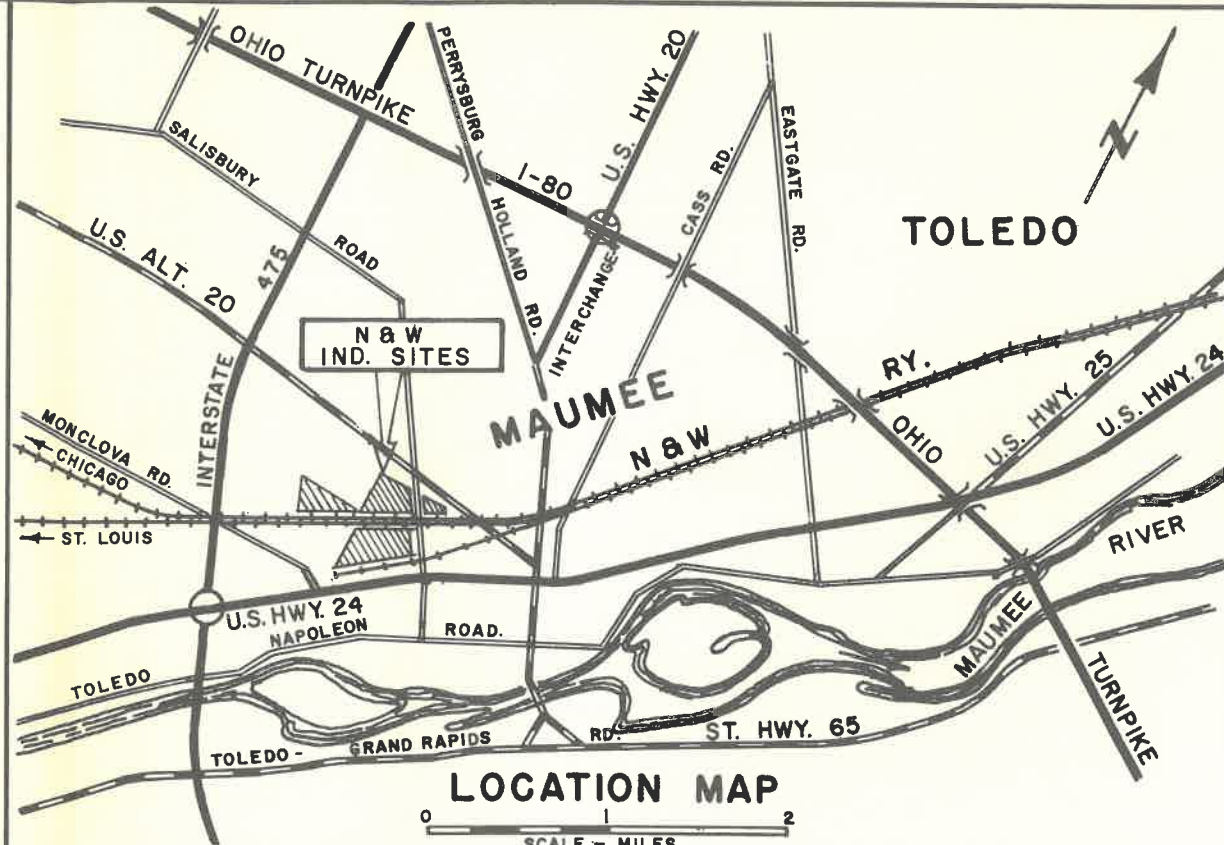 OHIO TURNPIKE
PERRYSBURG
HOLLAND RD.
U.S. HWY. 20
I-80
INTERCHANGE
CASS RD.
EASTGATE RD.
N
TOLEDO
SALISBURY
ROAD
U.S. ALT. 20
INTERSTATE 475
N & W
IND. SITES
MAUMEE
N & W
RY.
OHIO
TURNPIKE
U.S. HWY. 25
U.S. HWY. 24
MONCLOVA RD.
CHICAGO
ST. LOUIS
U.S. HWY. 24
NAPOLEON
ROAD.
TOLEDO
MAUMEE
RIVER
TOLEDO - GRAND RAPIDS RD.
ST. HWY. 65
LOCATION MAP
0 1 2
SCALE - MILES